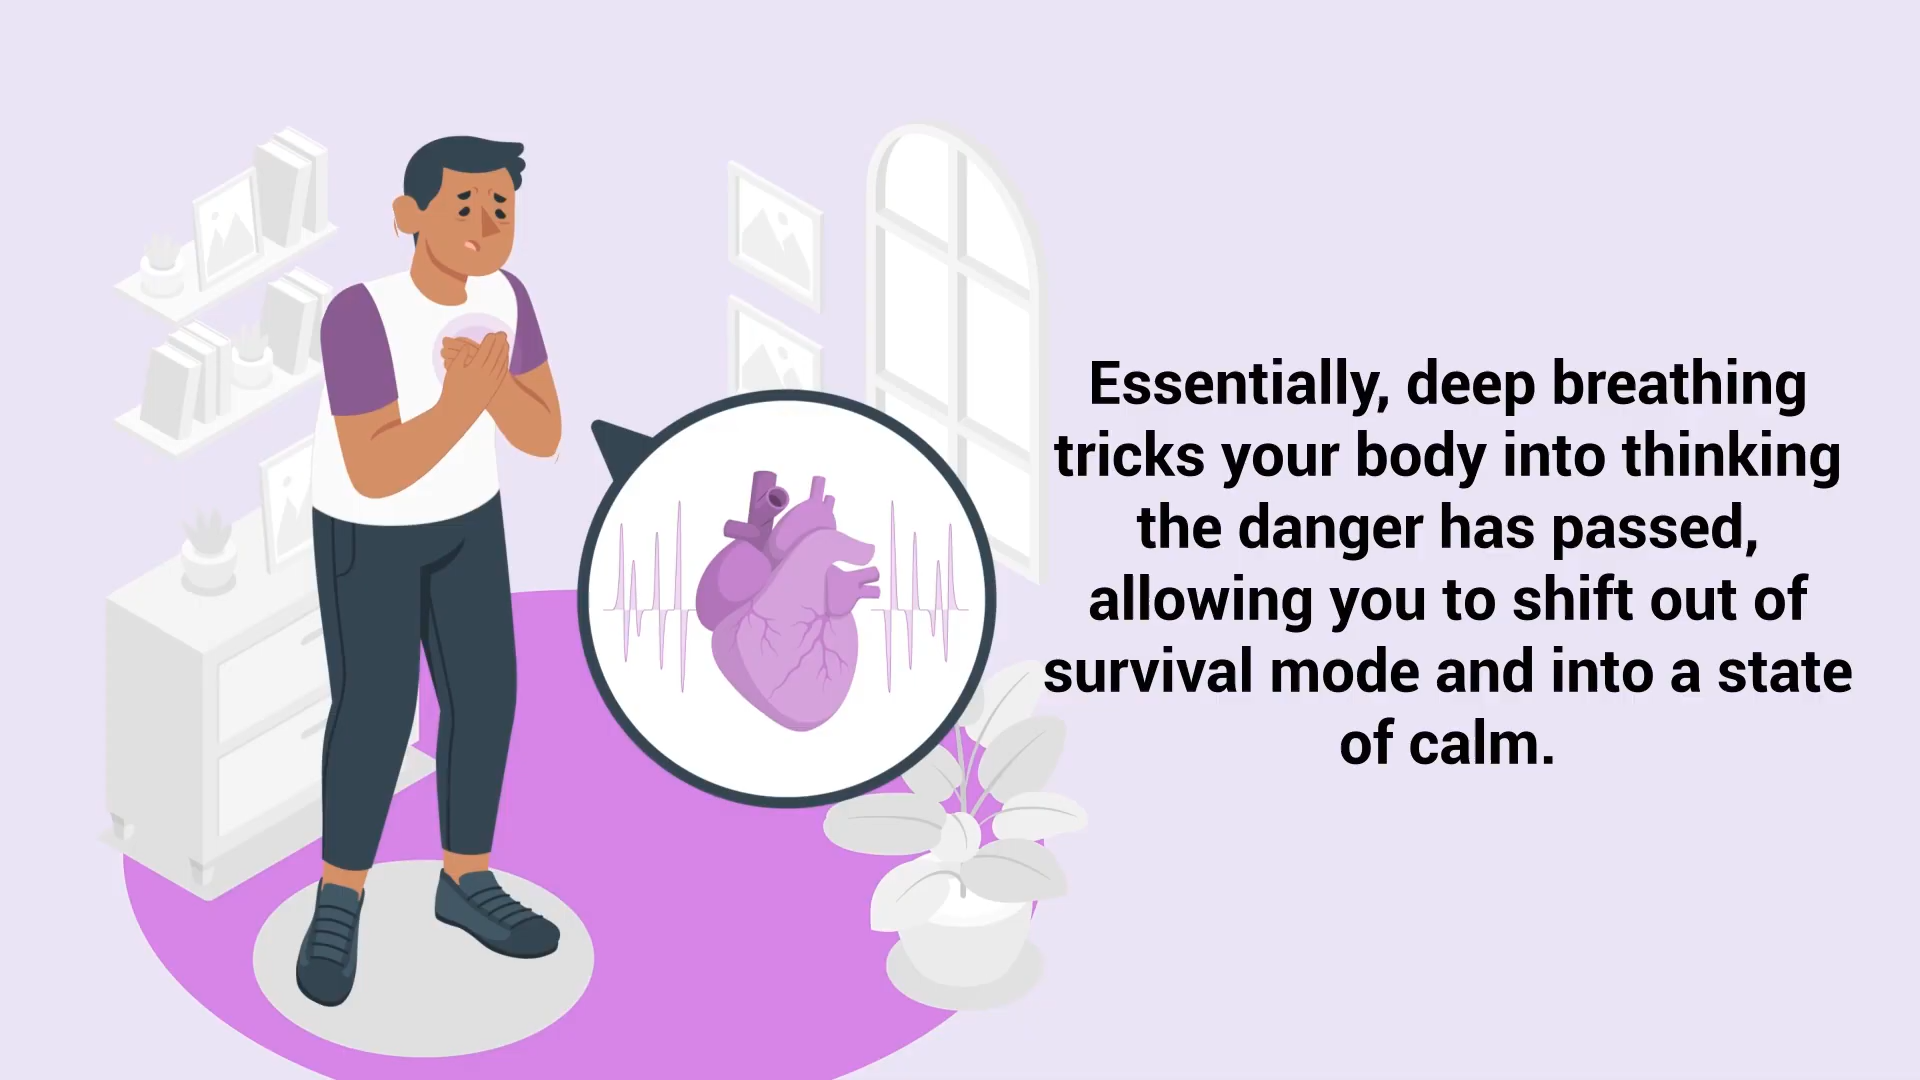 Essentially, deep breathing
tricks your body into thinking
the danger has passed,
allowing you to shift out of
survival mode and into a state
of calm.